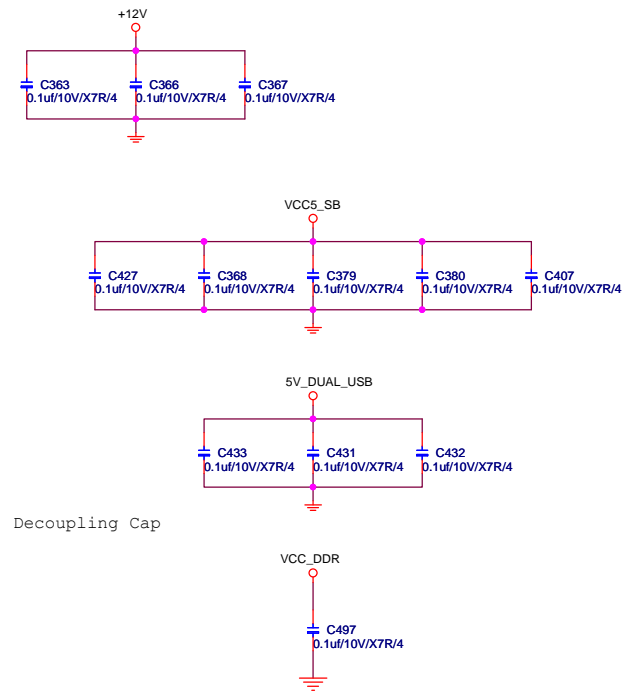 +12V
C363 C366 C367
0.1uf/10V/X7R/4 0.1uf/10V/X7R/4 0.1uf/10V/X7R/4
VCC5_SB
C427 C368 C379 C380 C407
0.1uf/10V/X7R/4 0.1uf/10V/X7R/4 0.1uf/10V/X7R/4 0.1uf/10V/X7R/4 0.1uf/10V/X7R/4
5V_DUAL_USB
C433 C431 C432
0.1uf/10V/X7R/4 0.1uf/10V/X7R/4 0.1uf/10V/X7R/4
Decoupling Cap
VCC_DDR
C497
0.1uf/10V/X7R/4